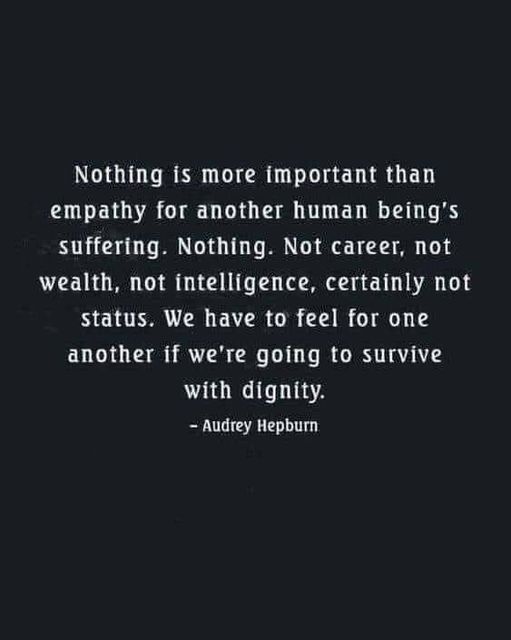 Nothing is more important than
empathy for another human being's
suffering. Nothing. Not career, not
wealth, not intelligence, certainly not
status. We have to feel for one
another if we're going to survive
with dignity.
– Audrey Hepburn